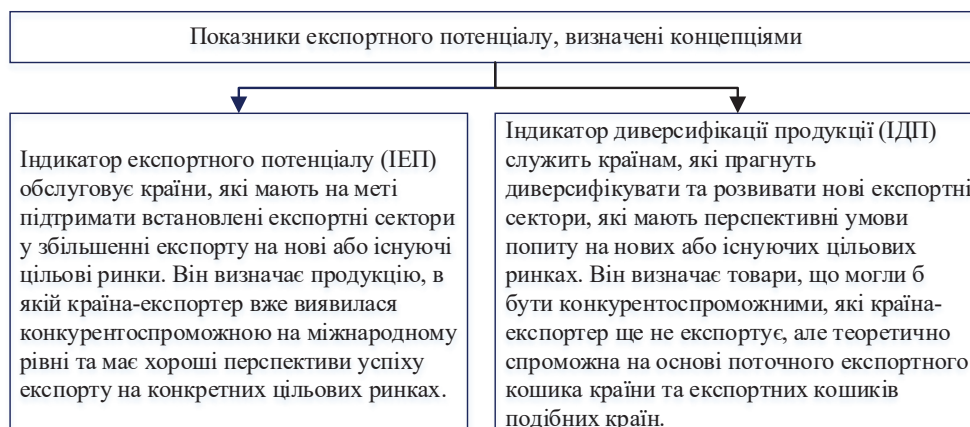 Показники експортного потенціалу, визначені концепціями
Індикатор експортного потенціалу (ІЕП)
обслуговує країни, які мають на меті
підтримати встановлені експортні сектори
у збільшенні експорту на нові або існуючі
цільові ринки. Він визначає продукцію, в
якій країна-експортер вже виявилася
конкурентоспроможною на міжнародному
рівні та має хороші перспективи успіху
експорту на конкретних цільових ринках.
Індикатор диверсифікації продукції (ІДП)
служить країнам, які прагнуть
диверсифікувати та розвивати нові експортні
сектори, які мають перспективні умови
попиту на нових або існуючих цільових
ринках. Він визначає товари, що могли б
бути конкурентоспроможними, які країна-
експортер ще не експортує, але теоретично
спроможна на основі поточного експортного
кошика країни та експортних кошиків
подібних країн.